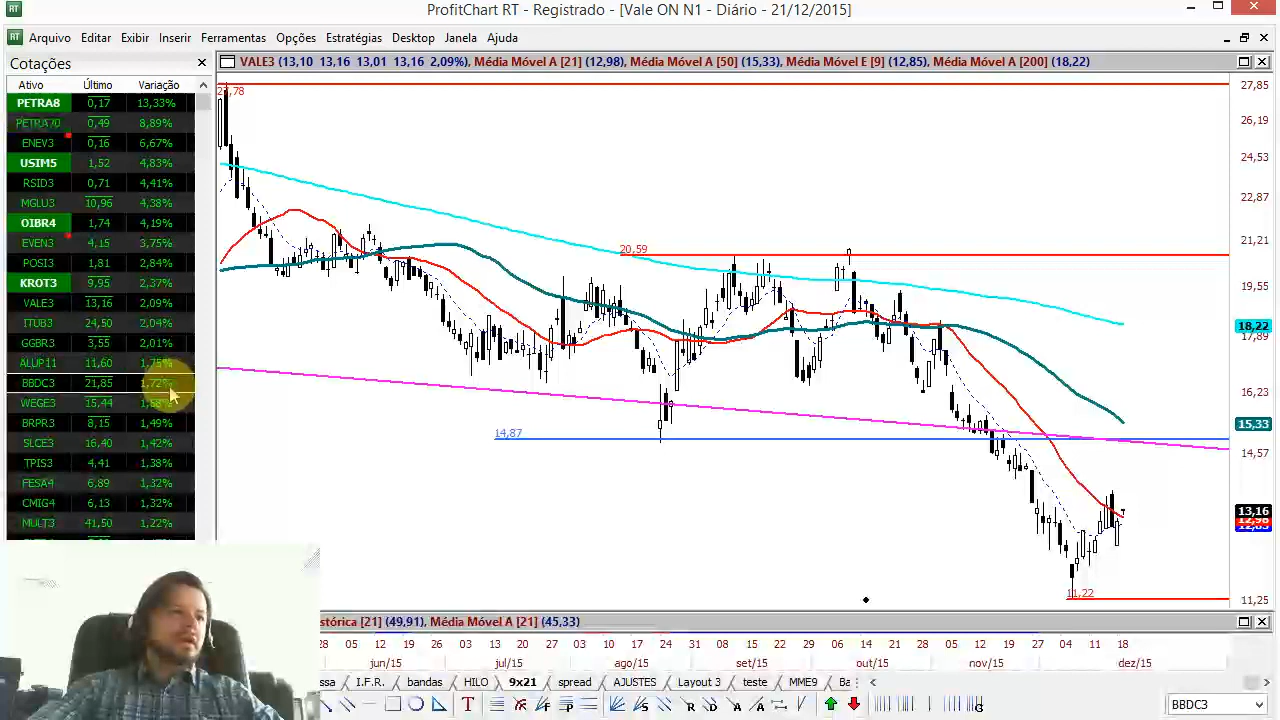 ProfitChart RT - Registrado - [Vale ON N1 - Diário - 21/12/2015]
RT Arquivo Editar Exibir Inserir Ferramentas Opções Estratégias Desktop Janela Ajuda
Cotações
VALE3 (13,10 13,16 13,01 13,16 2,09%), Média Móvel A [21] (12,98), Média Móvel A [50] (15,33), Média Móvel E [9] (12,85), Média Móvel A [200] (18,22)
Ativo Último Variação
PETRA8 0,17 13,33%
PETRA70 0,49 8,89%
ENEV3 0,16 6,67%
USIM5 1,52 4,83%
RSID3 0,71 4,41%
MGLU3 10,96 4,38%
OIBR4 1,74 4,19%
EVEN3 4,15 3,75%
POSI3 1,81 2,84%
KROT3 9,95 2,37%
VALE3 13,16 2,09%
ITUB3 24,50 2,04%
GGBR3 3,55 2,01%
ALUP11 11,60 1,75%
BBDC3 21,85 1,72%
WEGE3 15,44
BRPR3 8,15 1,49%
SLCE3 16,40 1,42%
TPIS3 4,41 1,38%
FESA4 6,89 1,32%
CMIG4 6,13 1,32%
MULT3 41,50 1,22%
27,78
20,59
14,87
11,22
27,85
26,19
24,53
22,87
21,21
19,55
18,22
17,89
16,23
15,33
14,57
13,16
12,98
11,25
stórica [21] (49,91), Média Móvel A [21] (45,33)
03 12 19 26 03 13 20 27 03 10 17 24 31 08 15 22 29 06 14 21 28 05 12 19 27 04 11 18
jun/15 jul/15 ago/15 set/15 out/15 nov/15 dez/15
ssa I.F.R. bandas HILO 9x21 spread AJUSTES Layout 3 teste MME9 Ba
BBDC3